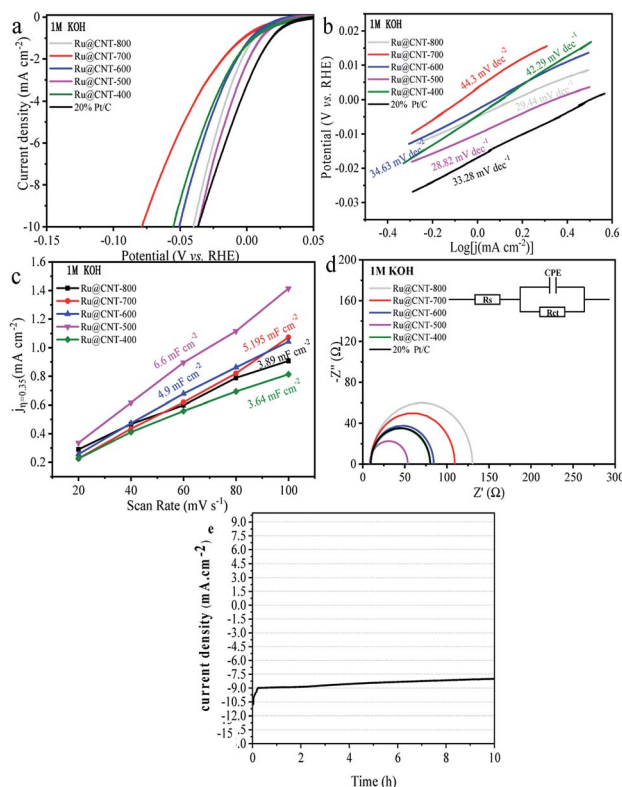 a
1M KOH
Ru@CNT-800
Ru@CNT-700
Ru@CNT-600
Ru@CNT-500
Ru@CNT-400
20% Pt/C
Current density (mA cm-2)
0
-2
-4
-6
-8
-10
-0.15 -0.10 -0.05 0.00 0.05
Potential (V vs. RHE)
b
1M KOH
Ru@CNT-800
Ru@CNT-700
Ru@CNT-600
Ru@CNT-500
Ru@CNT-400
20% Pt/C
44.3 mV dec-2
42.29 mV dec-1
29.44 mV dec-1
34.63 mV dec-2
28.82 mV dec-1
33.28 mV dec-1
Potential (V vs. RHE)
0.02
0.01
0.00
-0.01
-0.02
-0.03
-0.4 0.0 0.2 0.4 0.6
Log[j(mA cm-2]
c
1M KOH
Ru@CNT-800
Ru@CNT-700
Ru@CNT-600
Ru@CNT-500
Ru@CNT-400
6.6 mF cm-2
5.195 mF cm-2
4.9 mF cm-2
3.89 mF cm-2
3.64 mF cm-2
jη=0.35(mA cm-2)
1.6
1.4
1.2
1.0
0.8
0.6
0.4
0.2
20 40 60 80 100
Scan Rate (mV s-1)
d
1M KOH
Ru@CNT-800
Ru@CNT-700
Ru@CNT-600
Ru@CNT-500
Ru@CNT-400
20% Pt/C
CPE
Rs
Rct
-Z'' (Ω)
200
160
120
80
40
0
0 50 100 150 200 250 300
Z' (Ω)
e
current density (mA.cm-2)
9.0
7.5
6.0
4.5
3.0
1.5
0.0
-1.5
-3.0
-4.5
-6.0
-7.5
-9.0
-10.5
-12.0
-13.5
0 2 4 6 8 10
Time (h)